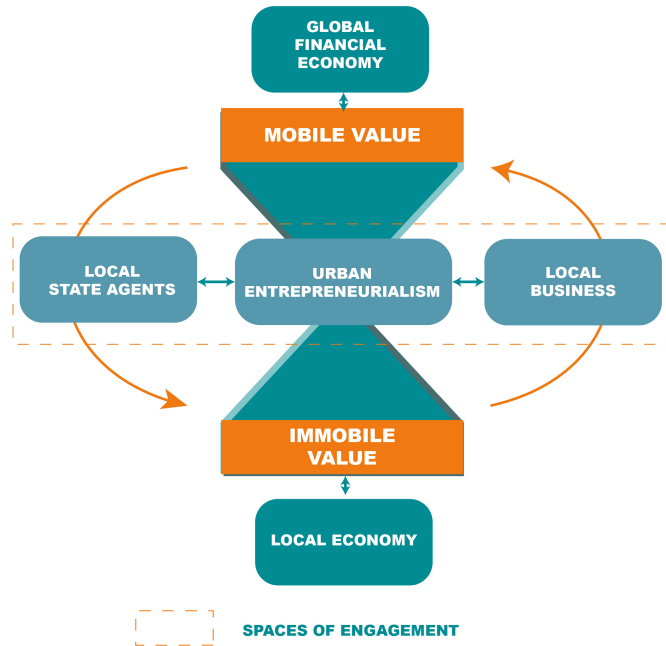 GLOBAL
FINANCIAL
ECONOMY
MOBILE VALUE
LOCAL
STATE AGENTS
URBAN
ENTREPRENEURIALISM
LOCAL
BUSINESS
IMMOBILE
VALUE
LOCAL ECONOMY
SPACES OF ENGAGEMENT